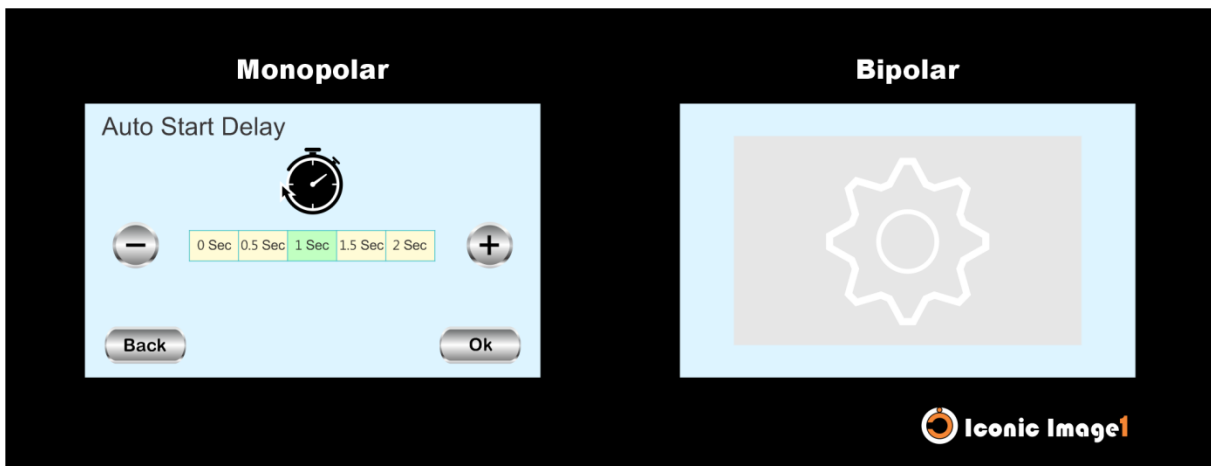 Monopolar
Bipolar
Auto Start Delay
0 Sec 0.5 Sec 1 Sec 1.5 Sec 2 Sec
Back
Ok
Iconic Image1